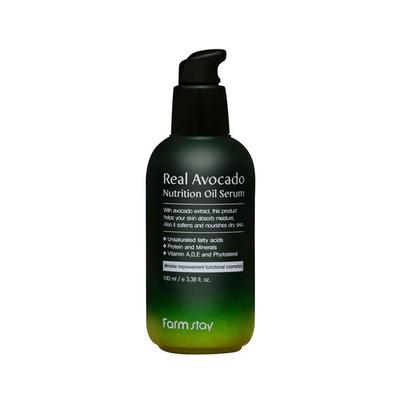 Real Avocado
Nutrition Oil Serum
With avocado extract, this product
helps your skin absorb moisture.
Also it softens and nourishes dry skin.
+ Unsaturated fatty acids
+ Protein and Minerals
+ Vitamin A,D,E and Phytosterol
Wrinkle improvement functional cosmetics
100 ml / e 3.38 fl. oz.
Farm stay